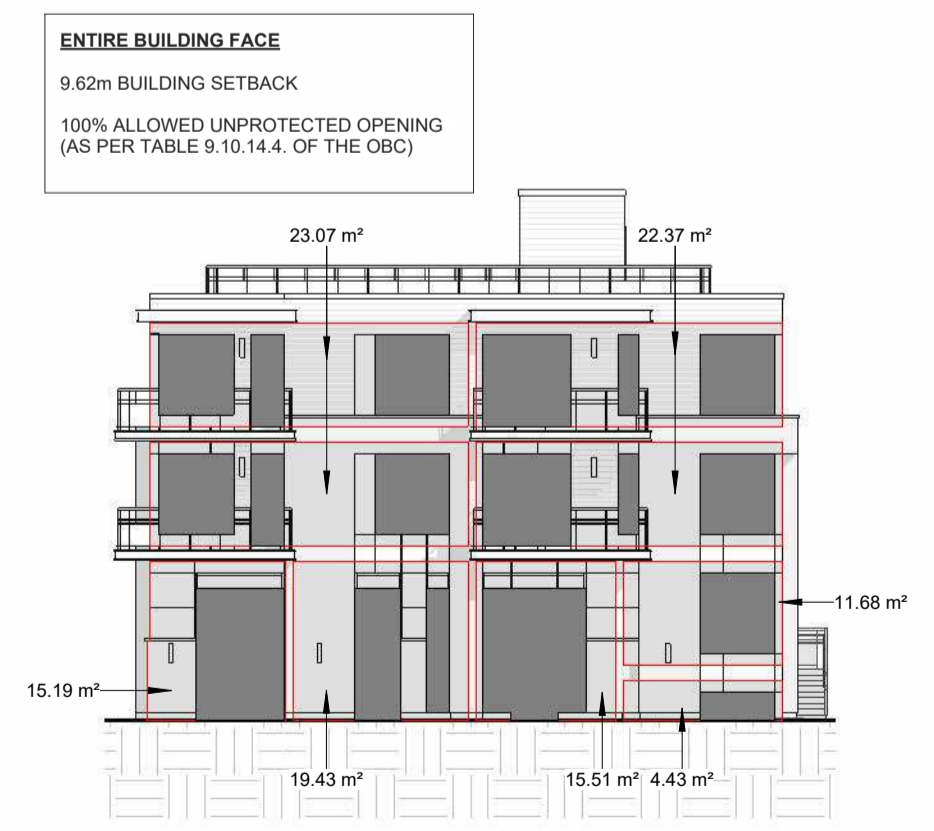 ENTIRE BUILDING FACE
9.62m BUILDING SETBACK
100% ALLOWED UNPROTECTED OPENING
(AS PER TABLE 9.10.14.4. OF THE OBC)
23.07 m²
22.37 m²
11.68 m²
15.19 m²
19.43 m²
15.51 m²
4.43 m²